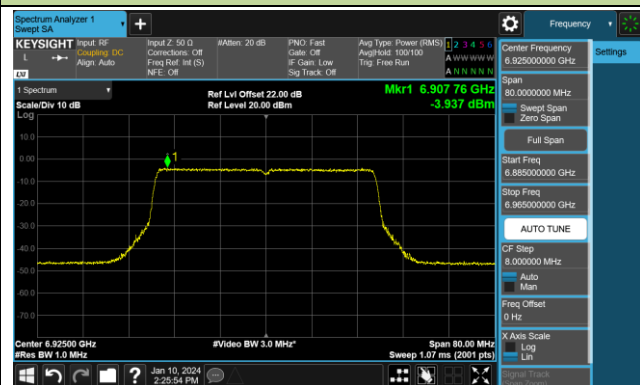 Spectrum Analyzer 1
Swept SA
Frequency
KEYSIGHT
Input: RF
Coupling: DC
Align: Auto
Input Z: 50 Ω
Corrections: Off
Freq Ref: Int (S)
NFE: Off
#Atten: 20 dB
PNO: Fast
Gate: Off
IF Gain: Low
Sig Track: Off
Avg Type: Power (RMS)
Avg|Hold: 100/100
Trig: Free Run
1 2 3 4 5 6
A W W W W W
A N N N N N
L
LXI
Center Frequency
6.925000000 GHz
Settings
Span
80.0000000 MHz
Swept Span
Zero Span
Full Span
Start Freq
6.885000000 GHz
Stop Freq
6.965000000 GHz
AUTO TUNE
CF Step
8.000000 MHz
Auto
Man
Freq Offset
0 Hz
X Axis Scale
Log
Lin
Signal Track
(Span Zoom)
1 Spectrum
Scale/Div 10 dB
Log
Ref Lvl Offset 22.00 dB
Ref Level 20.00 dBm
Mkr1 6.907 76 GHz
-3.937 dBm
1
10.0
0.00
-10.0
-20.0
-30.0
-40.0
-50.0
-60.0
-70.0
Center 6.92500 GHz
#Res BW 1.0 MHz
#Video BW 3.0 MHz*
Span 80.00 MHz
Sweep 1.07 ms (2001 pts)
Jan 10, 2024
2:25:54 PM